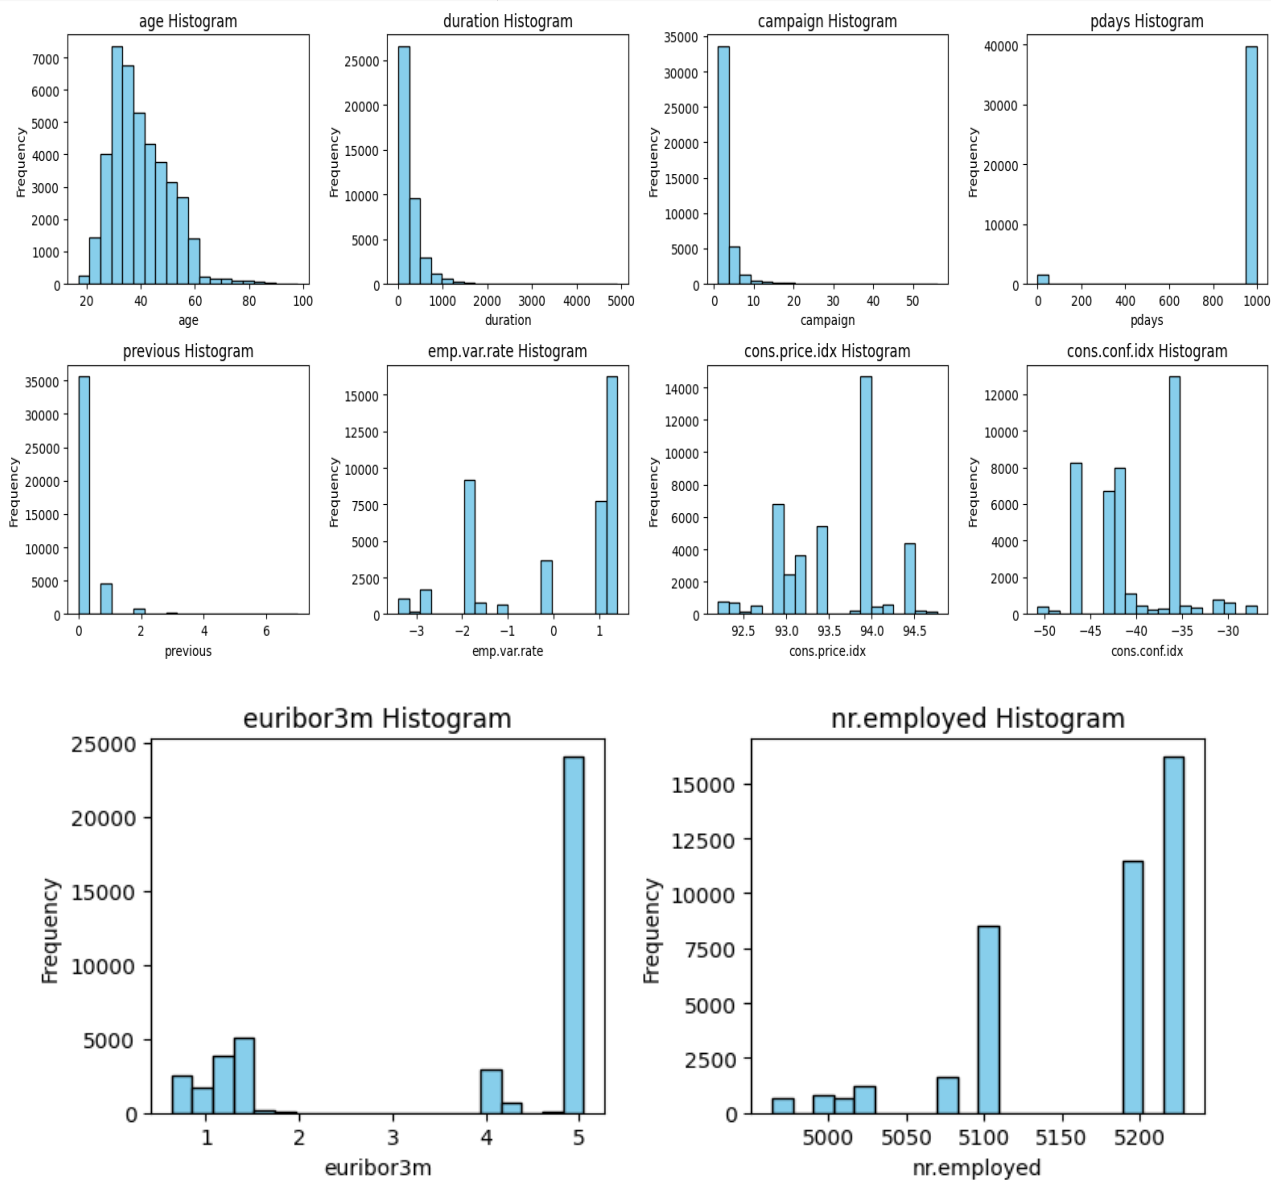 age Histogram
Frequency
7000
6000
5000
4000
3000
2000
1000
0
20 40 60 80 100
age
duration Histogram
Frequency
25000
20000
15000
10000
5000
0
0 1000 2000 3000 4000 5000
duration
campaign Histogram
Frequency
35000
30000
25000
20000
15000
10000
5000
0
0 10 20 30 40 50
campaign
pdays Histogram
Frequency
40000
30000
20000
10000
0
0 200 400 600 800 1000
pdays
previous Histogram
Frequency
35000
30000
25000
20000
15000
10000
5000
0
0 2 4 6
previous
emp.var.rate Histogram
Frequency
15000
12500
10000
7500
5000
2500
0
−3 −2 −1 0 1
emp.var.rate
cons.price.idx Histogram
Frequency
14000
12000
10000
8000
6000
4000
2000
0
92.5 93.0 93.5 94.0 94.5
cons.price.idx
cons.conf.idx Histogram
Frequency
12000
10000
8000
6000
4000
2000
0
−50 −45 −40 −35 −30
cons.conf.idx
euribor3m Histogram
Frequency
25000
20000
15000
10000
5000
0
1 2 3 4 5
euribor3m
nr.employed Histogram
Frequency
15000
12500
10000
7500
5000
2500
0
5000 5050 5100 5150 5200
nr.employed